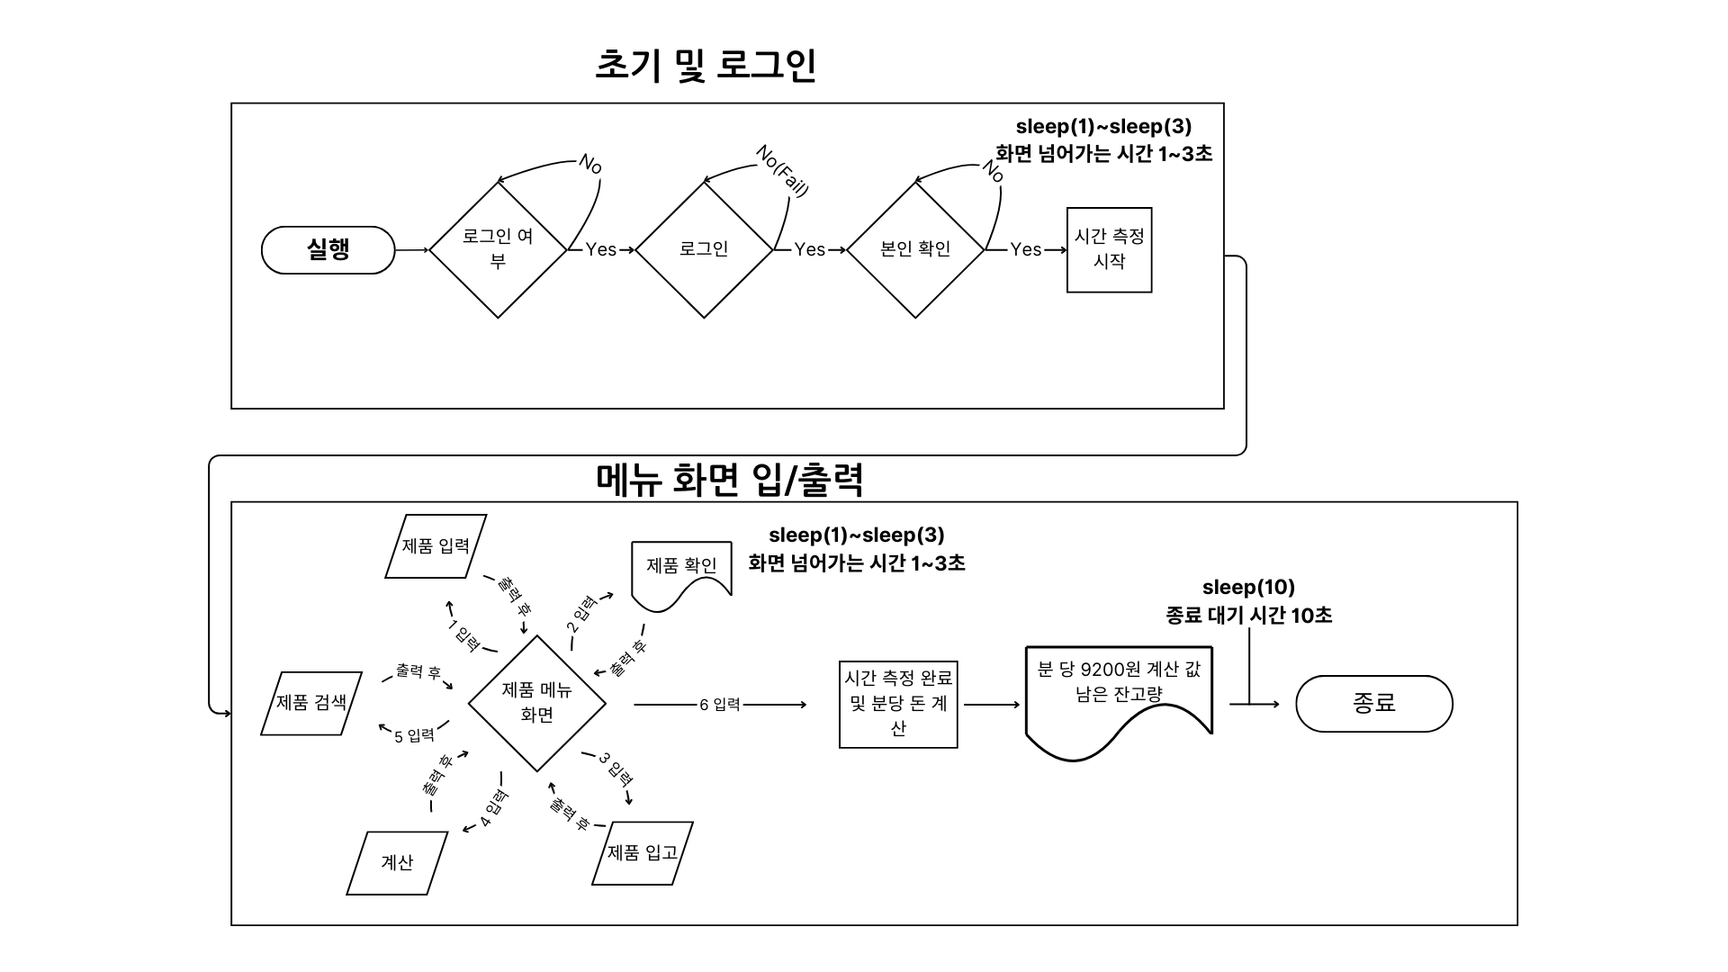 초기 및 로그인
sleep(1)~sleep(3)
화면 넘어가는 시간 1~3초
No
No(Fail)
No
실행
로그인 여
부
Yes
로그인
Yes
본인 확인
Yes
시간 측정
시작
메뉴 화면 입/출력
제품 입력
출력 후
1 입력
제품 확인
2 입력
출력 후
sleep(1)~sleep(3)
화면 넘어가는 시간 1~3초
sleep(10)
종료 대기 시간 10초
제품 검색
출력 후
5 입력
제품 메뉴
화면
6 입력
시간 측정 완료
및 분당 돈 계
산
분 당 9200원 계산 값
남은 잔고량
종료
출력 후
4 입력
계산
3 입력
출력 후
제품 입고